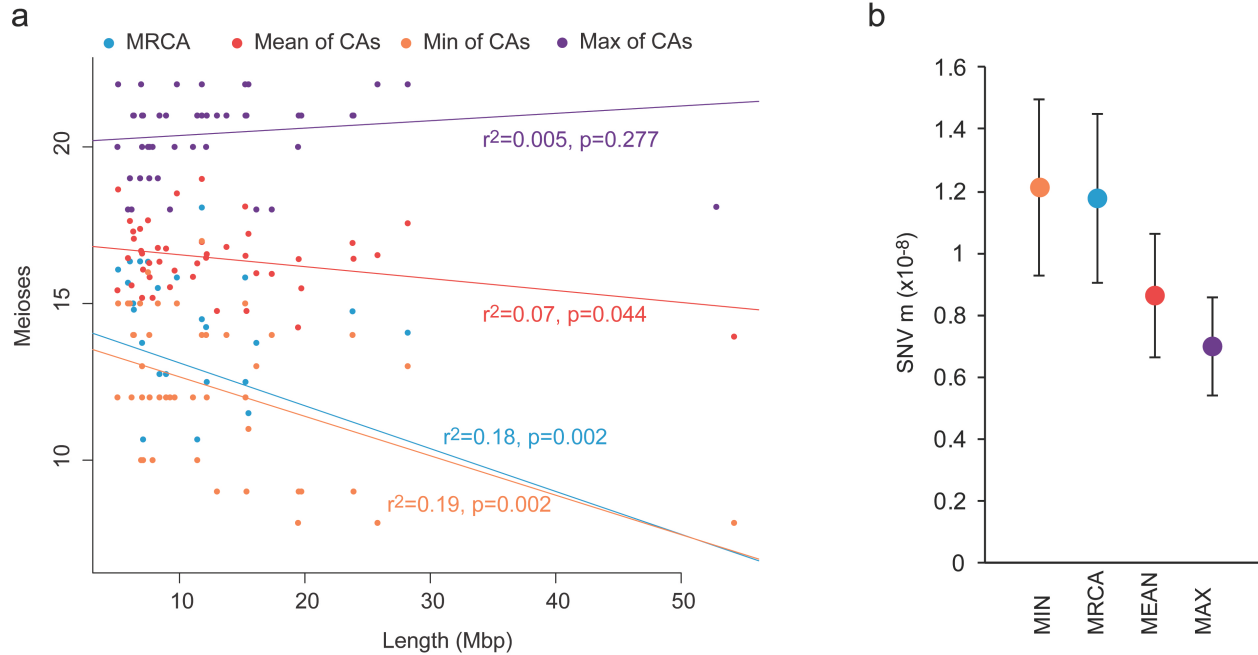 a
MRCA Mean of CAs Min of CAs Max of CAs
Meioses
20
15
10
r2=0.005, p=0.277
r2=0.07, p=0.044
r2=0.18, p=0.002
r2=0.19, p=0.002
10 20 30 40 50
Length (Mbp)
b
SNV m (x10-8)
1.6
1.4
1.2
1
0.8
0.6
0.4
0.2
0
MIN MRCA MEAN MAX